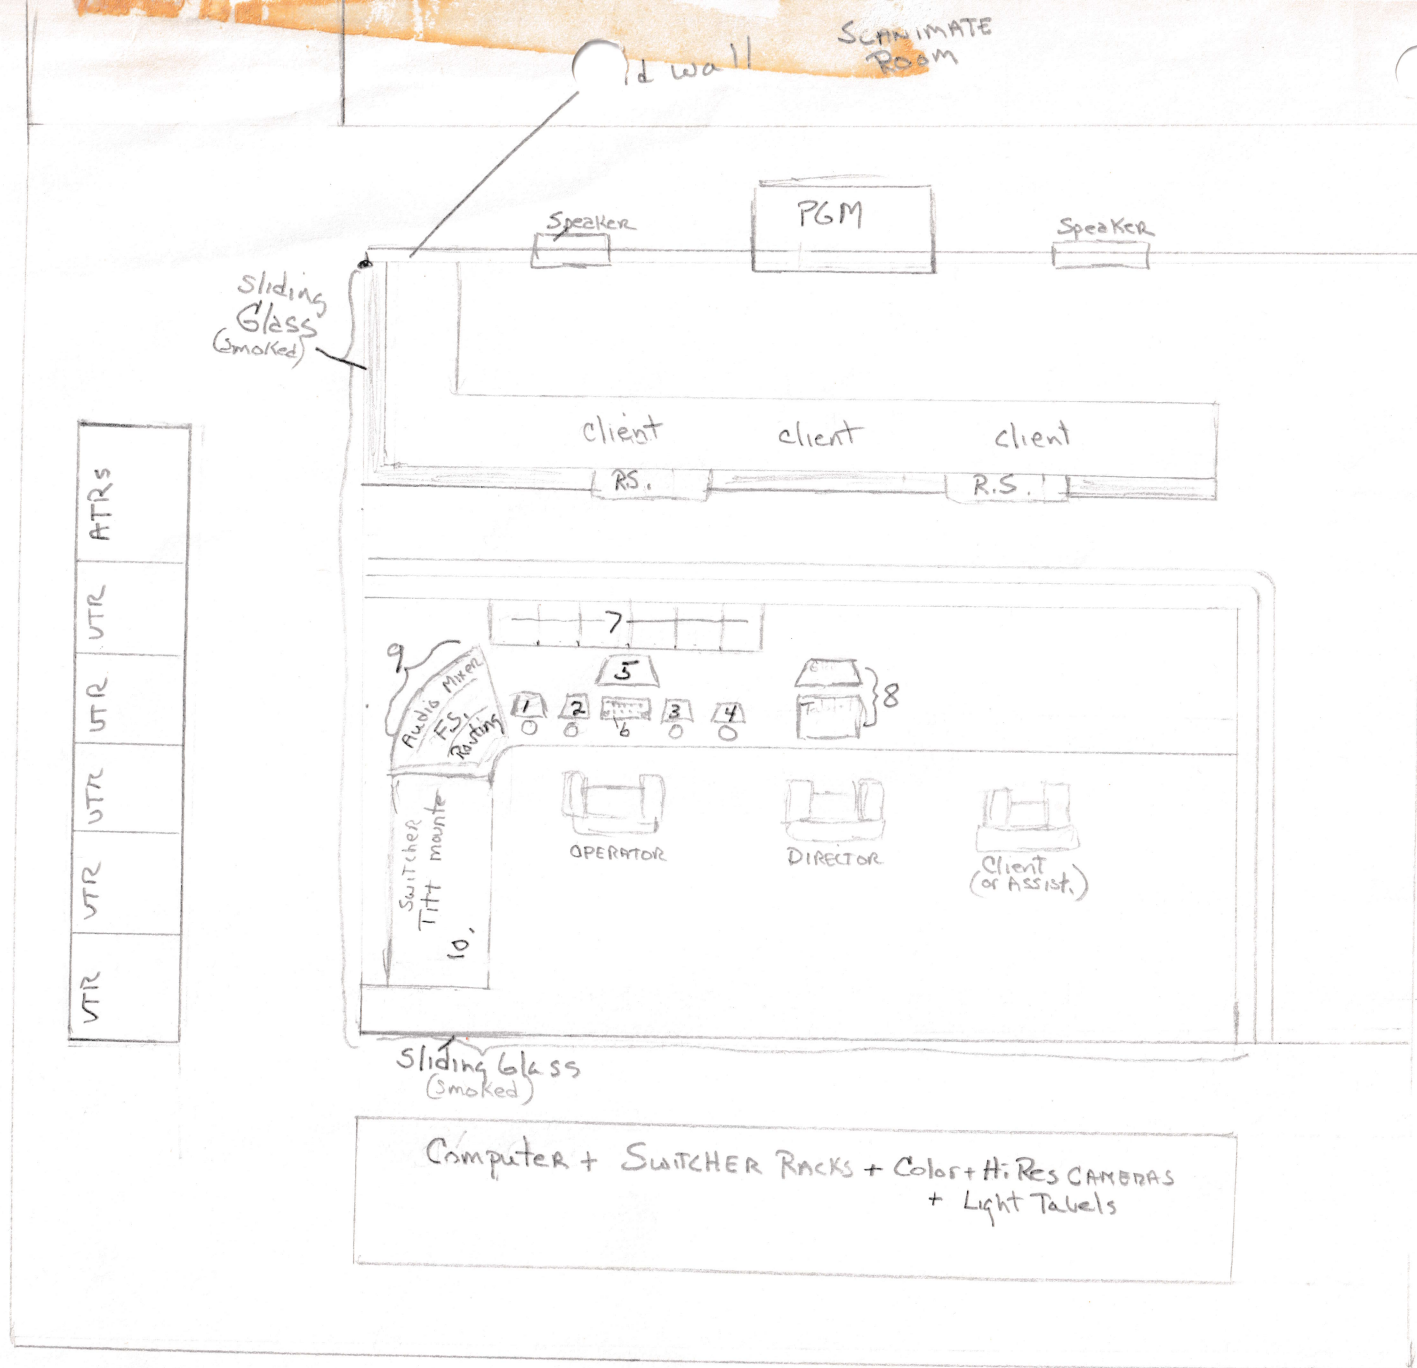 SCANIMATE
ROOM
wall
Speaker
PGM
Speaker
Sliding
Glass
(smoked)
client
client
client
R.S.
R.S.
ATRs
VTR
VTR
VTR
VTR
VTR
7
9
5
8
Audio Mixer
F.S.
Routing
1
2
6
3
4
Switcher
Tilt mounte
10.
OPERATOR
DIRECTOR
Client
(or Assist.)
Sliding Glass
(smoked)
Computer + SWITCHER RACKS + Color + Hi Res CAMERAS
+ Light Tabels